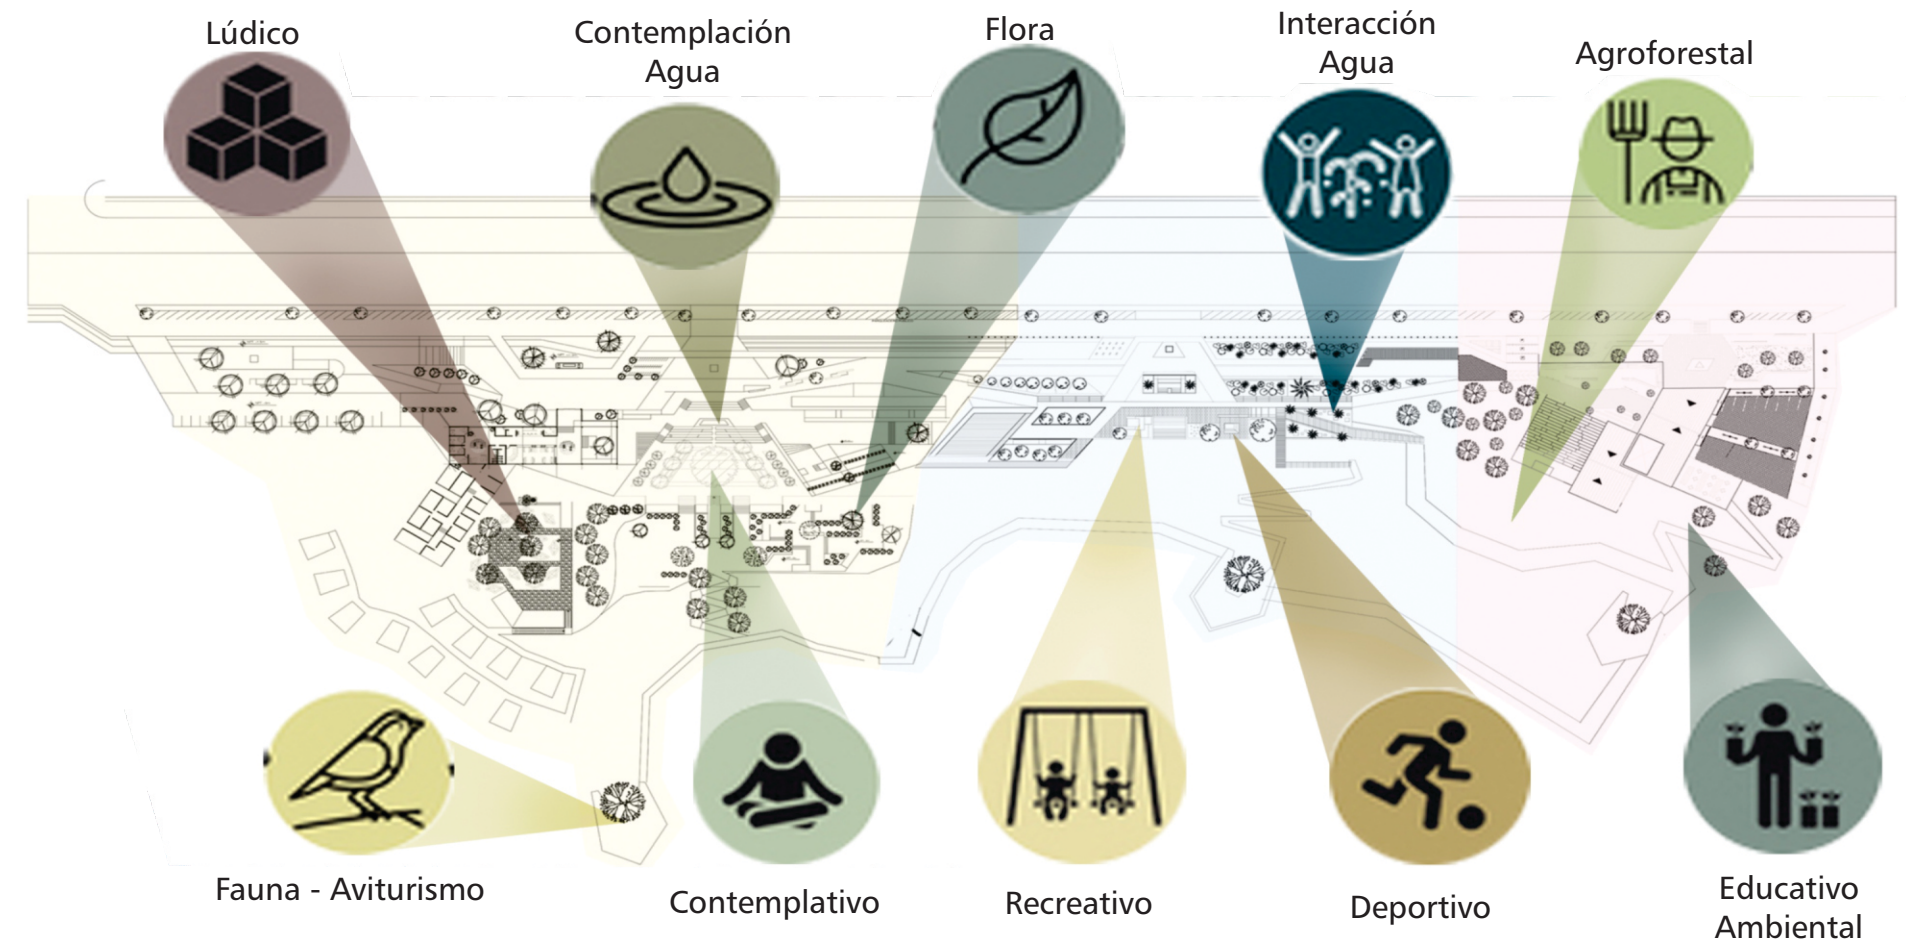 Lúdico
Contemplación
Agua
Flora
Interacción
Agua
Agroforestal
Fauna - Aviturismo
Contemplativo
Recreativo
Deportivo
Educativo
Ambiental